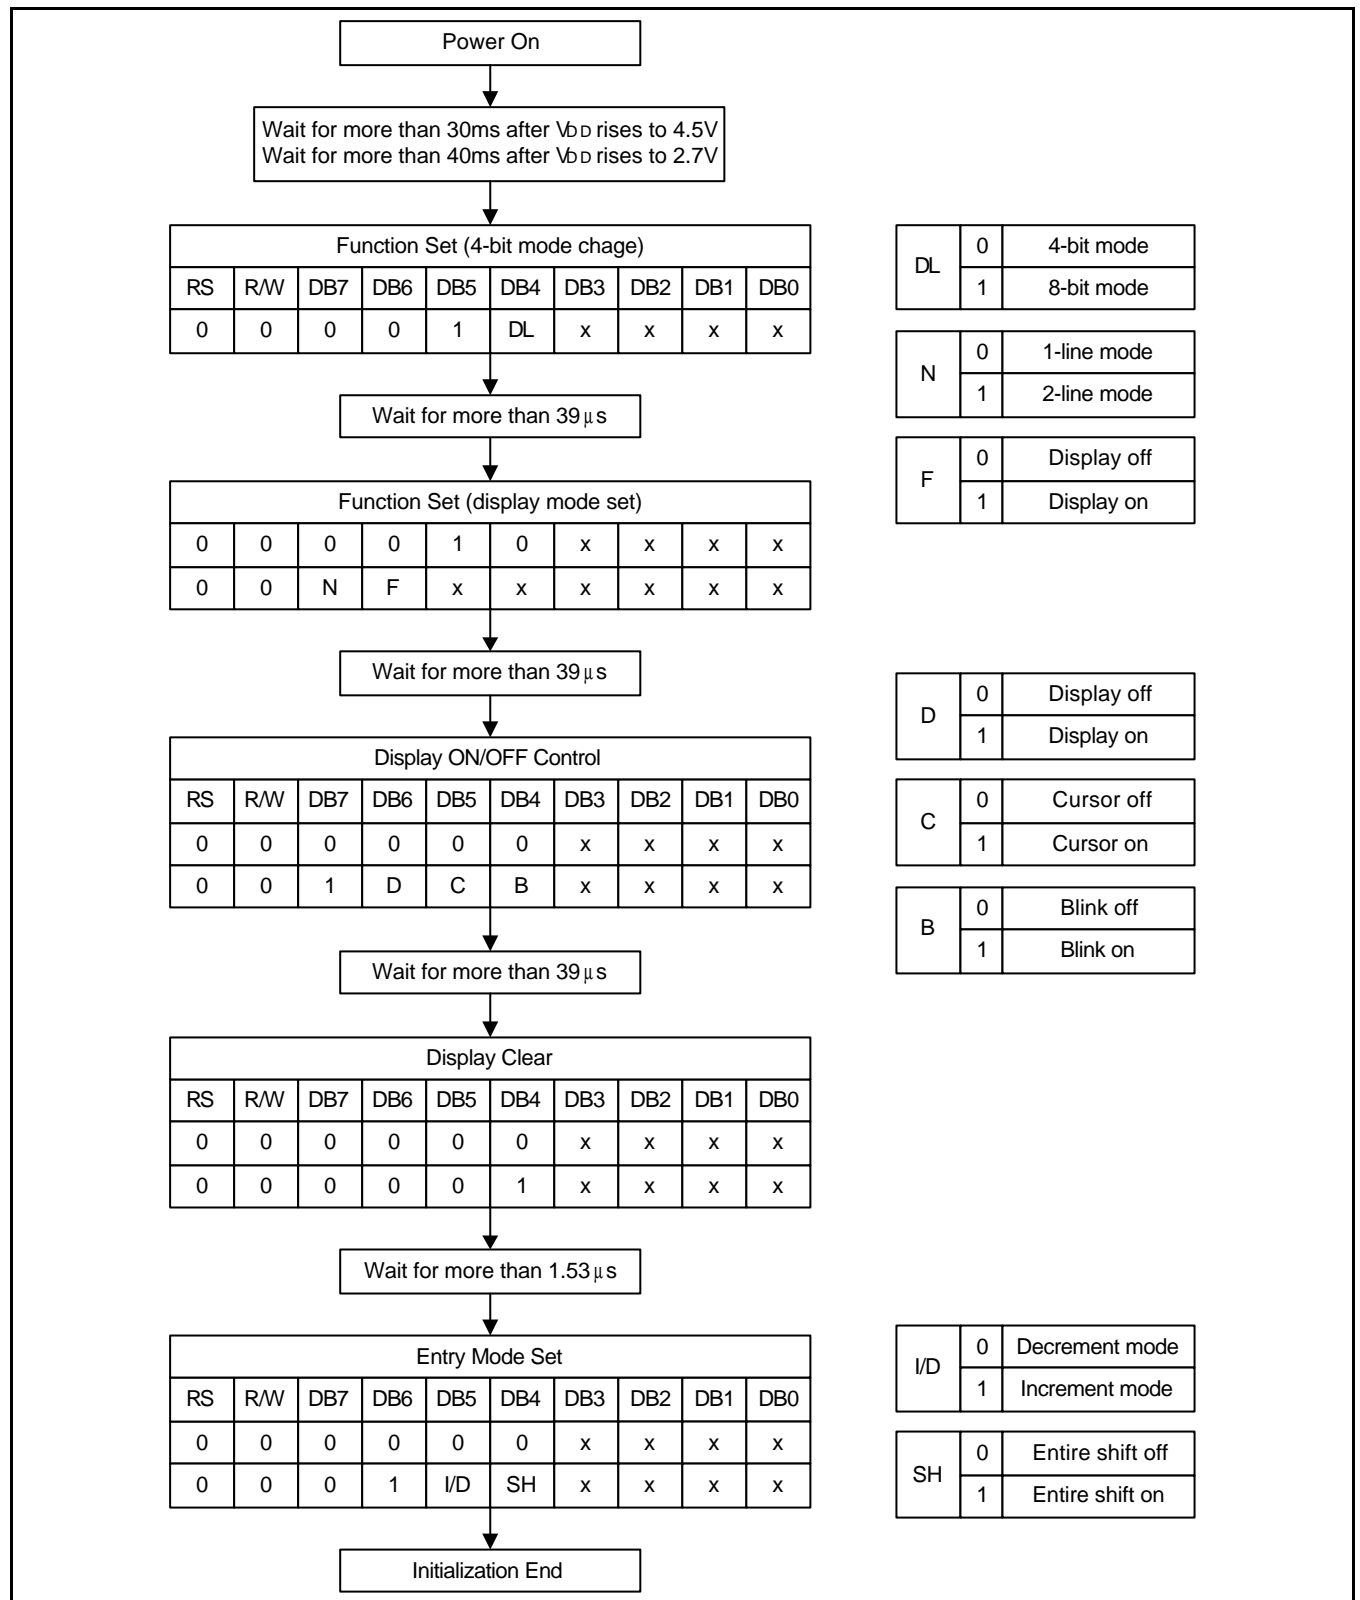 Power On
Wait for more than 30ms after VDD rises to 4.5V
Wait for more than 40ms after VDD rises to 2.7V
Function Set (4-bit mode chage)
RS R/W DB7 DB6 DB5 DB4 DB3 DB2 DB1 DB0
0 0 0 0 1 DL x x x x
DL
0 4-bit mode
1 8-bit mode
N
0 1-line mode
1 2-line mode
F
0 Display off
1 Display on
Wait for more than 39μs
Function Set (display mode set)
0 0 0 0 1 0 x x x x
0 0 N F x x x x x x
Wait for more than 39μs
Display ON/OFF Control
RS R/W DB7 DB6 DB5 DB4 DB3 DB2 DB1 DB0
0 0 0 0 0 0 x x x x
0 0 1 D C B x x x x
D
0 Display off
1 Display on
C
0 Cursor off
1 Cursor on
B
0 Blink off
1 Blink on
Wait for more than 39μs
Display Clear
RS R/W DB7 DB6 DB5 DB4 DB3 DB2 DB1 DB0
0 0 0 0 0 0 x x x x
0 0 0 0 0 1 x x x x
Wait for more than 1.53μs
Entry Mode Set
RS R/W DB7 DB6 DB5 DB4 DB3 DB2 DB1 DB0
0 0 0 0 0 0 x x x x
0 0 0 1 I/D SH x x x x
I/D
0 Decrement mode
1 Increment mode
SH
0 Entire shift off
1 Entire shift on
Initialization End